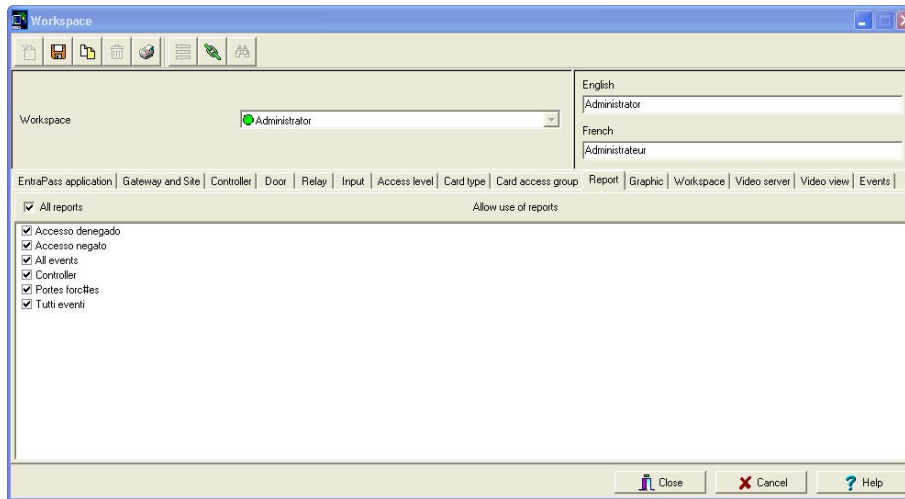 Workspace
Workspace
Administrator
English
Administrator
French
Administrateur
EntraPass application Gateway and Site Controller Door Relay Input Access level Card type Card access group Report Graphic Workspace Video server Video view Events
All reports
Allow use of reports
Accesso denegado
Accesso negato
All events
Controller
Portes forc#es
Tutti eventi
Close
Cancel
Help